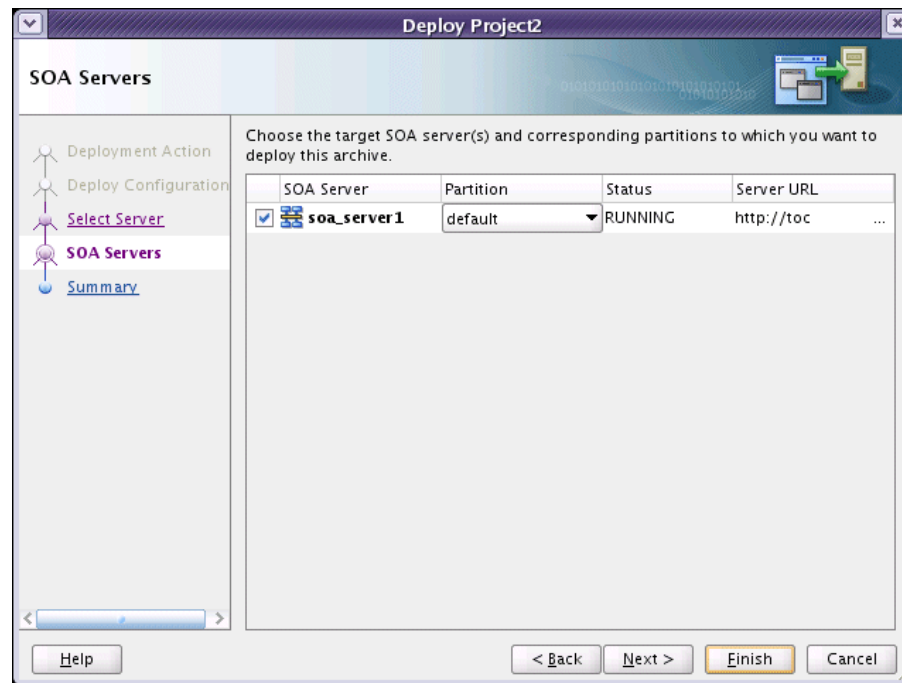 Deploy Project2
SOA Servers
Deployment Action
Deploy Configuration
Select Server
SOA Servers
Summary
Choose the target SOA server(s) and corresponding partitions to which you want to
deploy this archive.
SOA Server Partition Status Server URL
soa_server1 default RUNNING http://toc ...
Help < Back Next > Finish Cancel